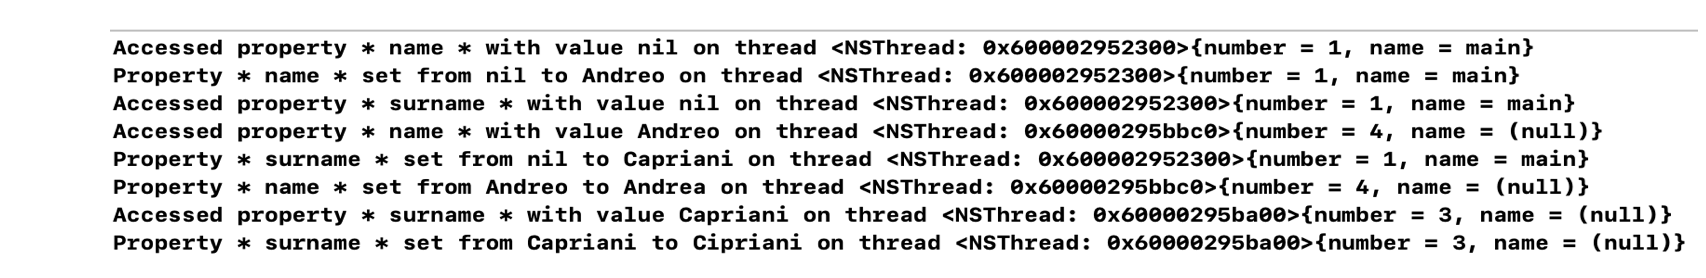 Accessed property * name * with value nil on thread <NSThread: 0x600002952300>{number = 1, name = main}
Property * name * set from nil to Andreo on thread <NSThread: 0x600002952300>{number = 1, name = main}
Accessed property * surname * with value nil on thread <NSThread: 0x600002952300>{number = 1, name = main}
Accessed property * name * with value Andreo on thread <NSThread: 0x60000295bbc0>{number = 4, name = (null)}
Property * surname * set from nil to Capriani on thread <NSThread: 0x600002952300>{number = 1, name = main}
Property * name * set from Andreo to Andrea on thread <NSThread: 0x60000295bbc0>{number = 4, name = (null)}
Accessed property * surname * with value Capriani on thread <NSThread: 0x60000295ba00>{number = 3, name = (null)}
Property * surname * set from Capriani to Cipriani on thread <NSThread: 0x60000295ba00>{number = 3, name = (null)}